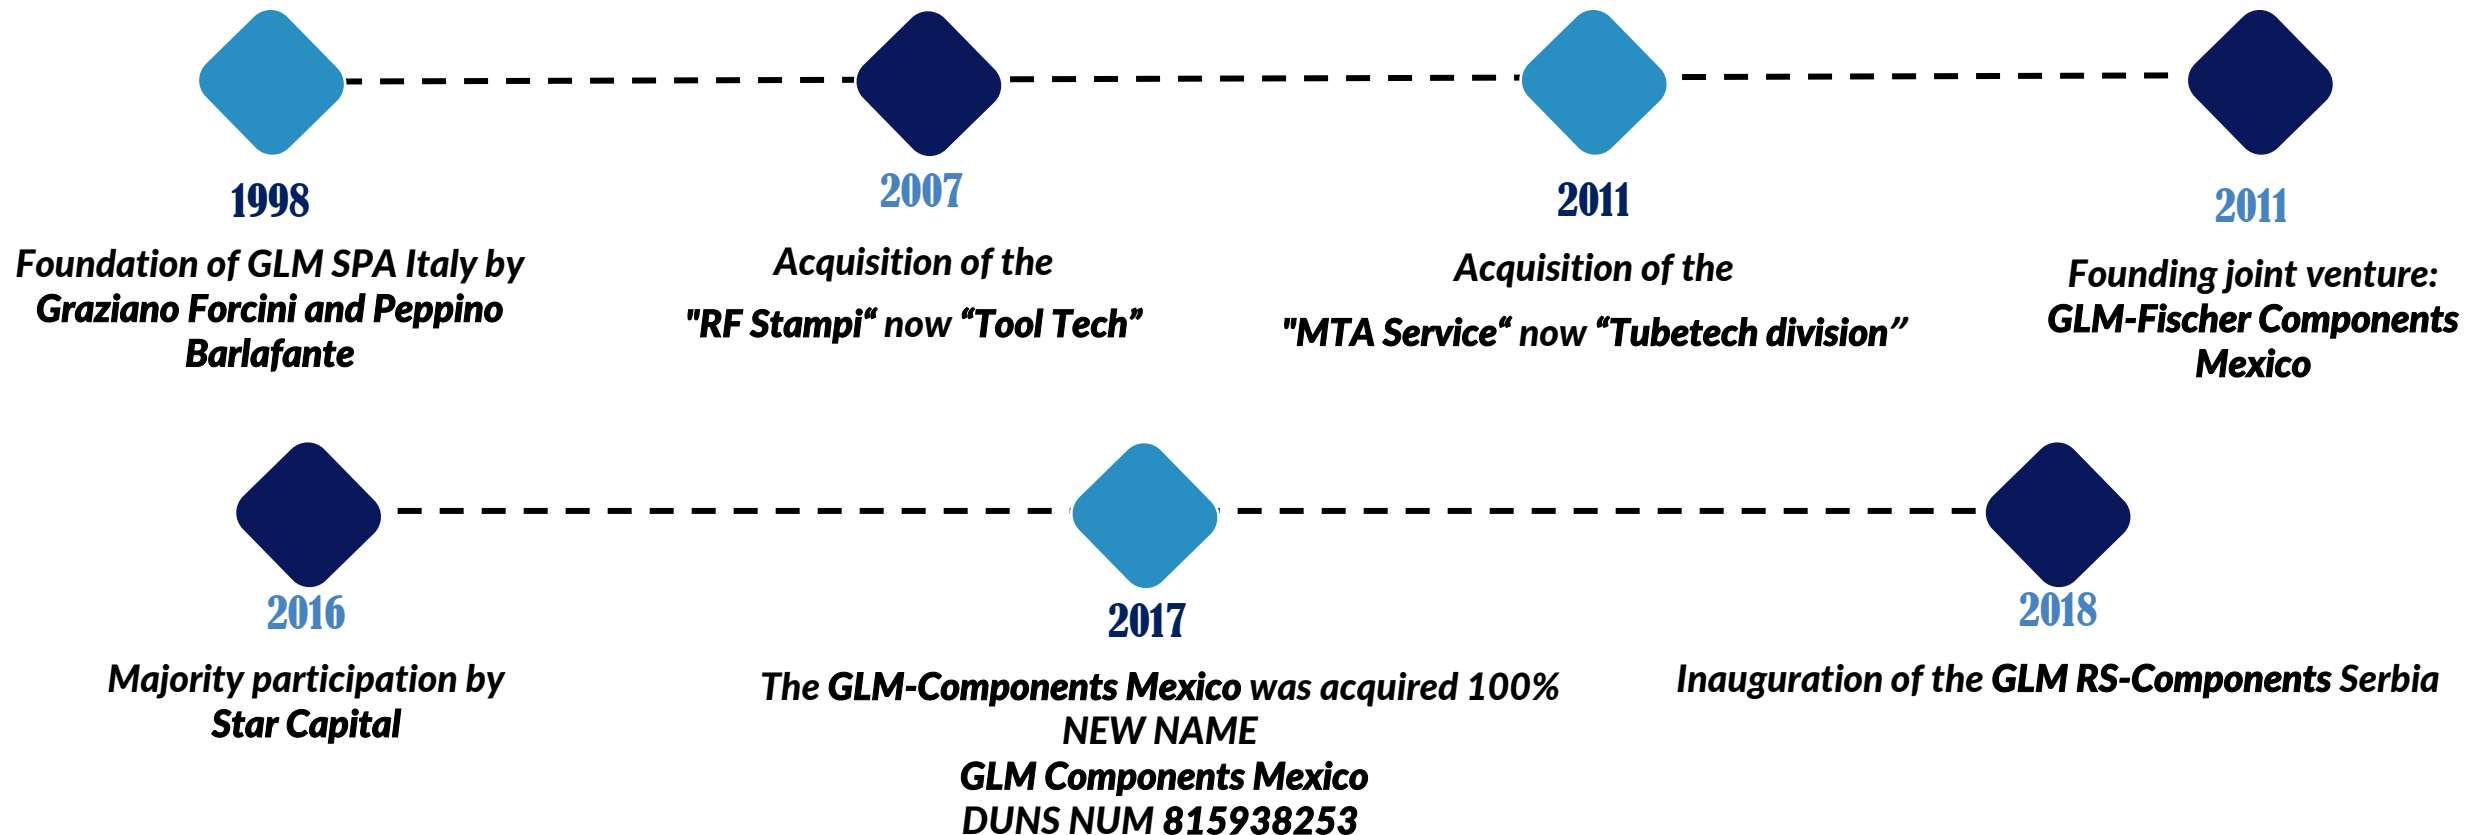 1998
Foundation of GLM SPA Italy by
Graziano Forcini and Peppino
Barlafante
2007
Acquisition of the
"RF Stampi“ now “Tool Tech”
2011
Acquisition of the
"MTA Service“ now “Tubetech division”
2011
Founding joint venture:
GLM-Fischer Components
Mexico
2016
Majority participation by
Star Capital
2017
The GLM-Components Mexico was acquired 100%
NEW NAME
GLM Components Mexico
DUNS NUM 815938253
2018
Inauguration of the GLM RS-Components Serbia